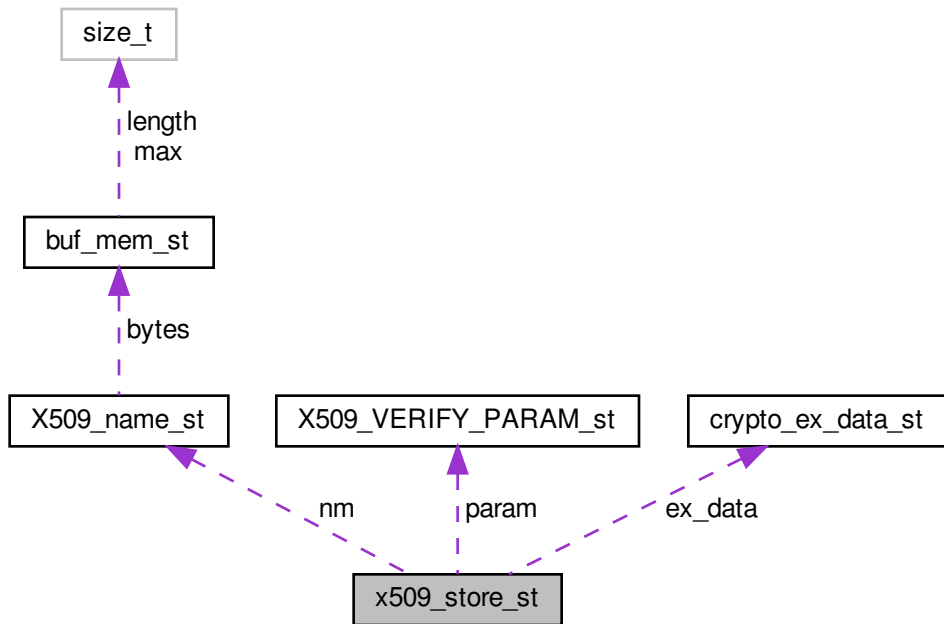 size_t
length
max
buf_mem_st
bytes
X509_name_st
X509_VERIFY_PARAM_st
crypto_ex_data_st
nm
param
ex_data
x509_store_st